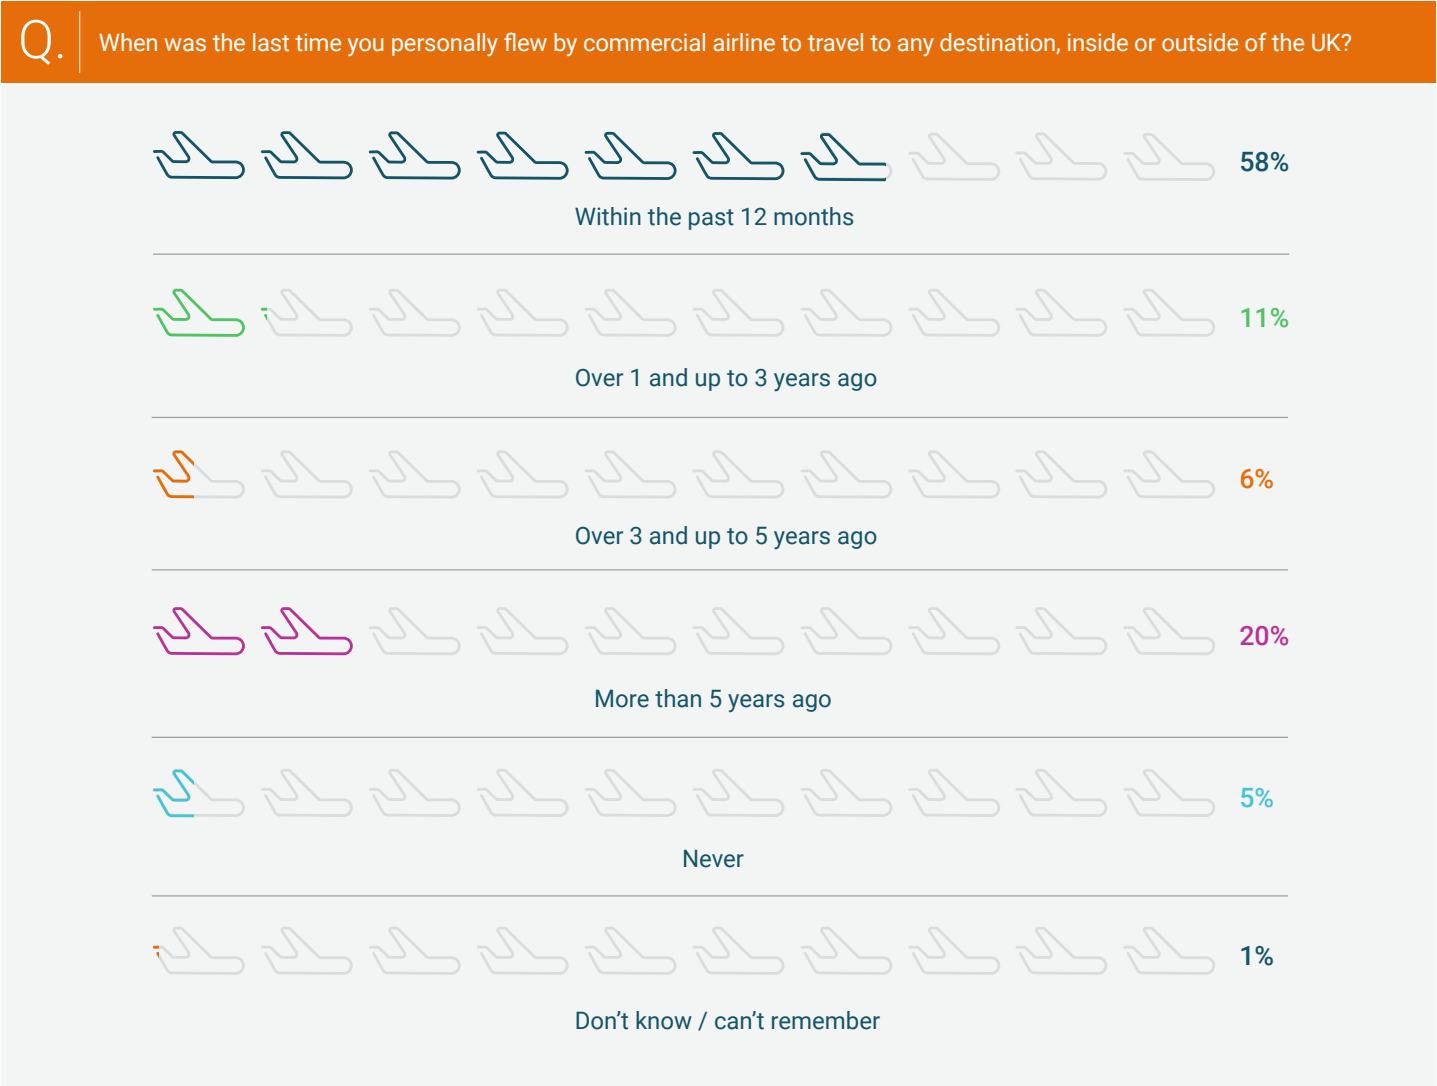 Q.
When was the last time you personally flew by commercial airline to travel to any destination, inside or outside of the UK?
58%
Within the past 12 months
11%
Over 1 and up to 3 years ago
6%
Over 3 and up to 5 years ago
20%
More than 5 years ago
5%
Never
1%
Don’t know / can’t remember